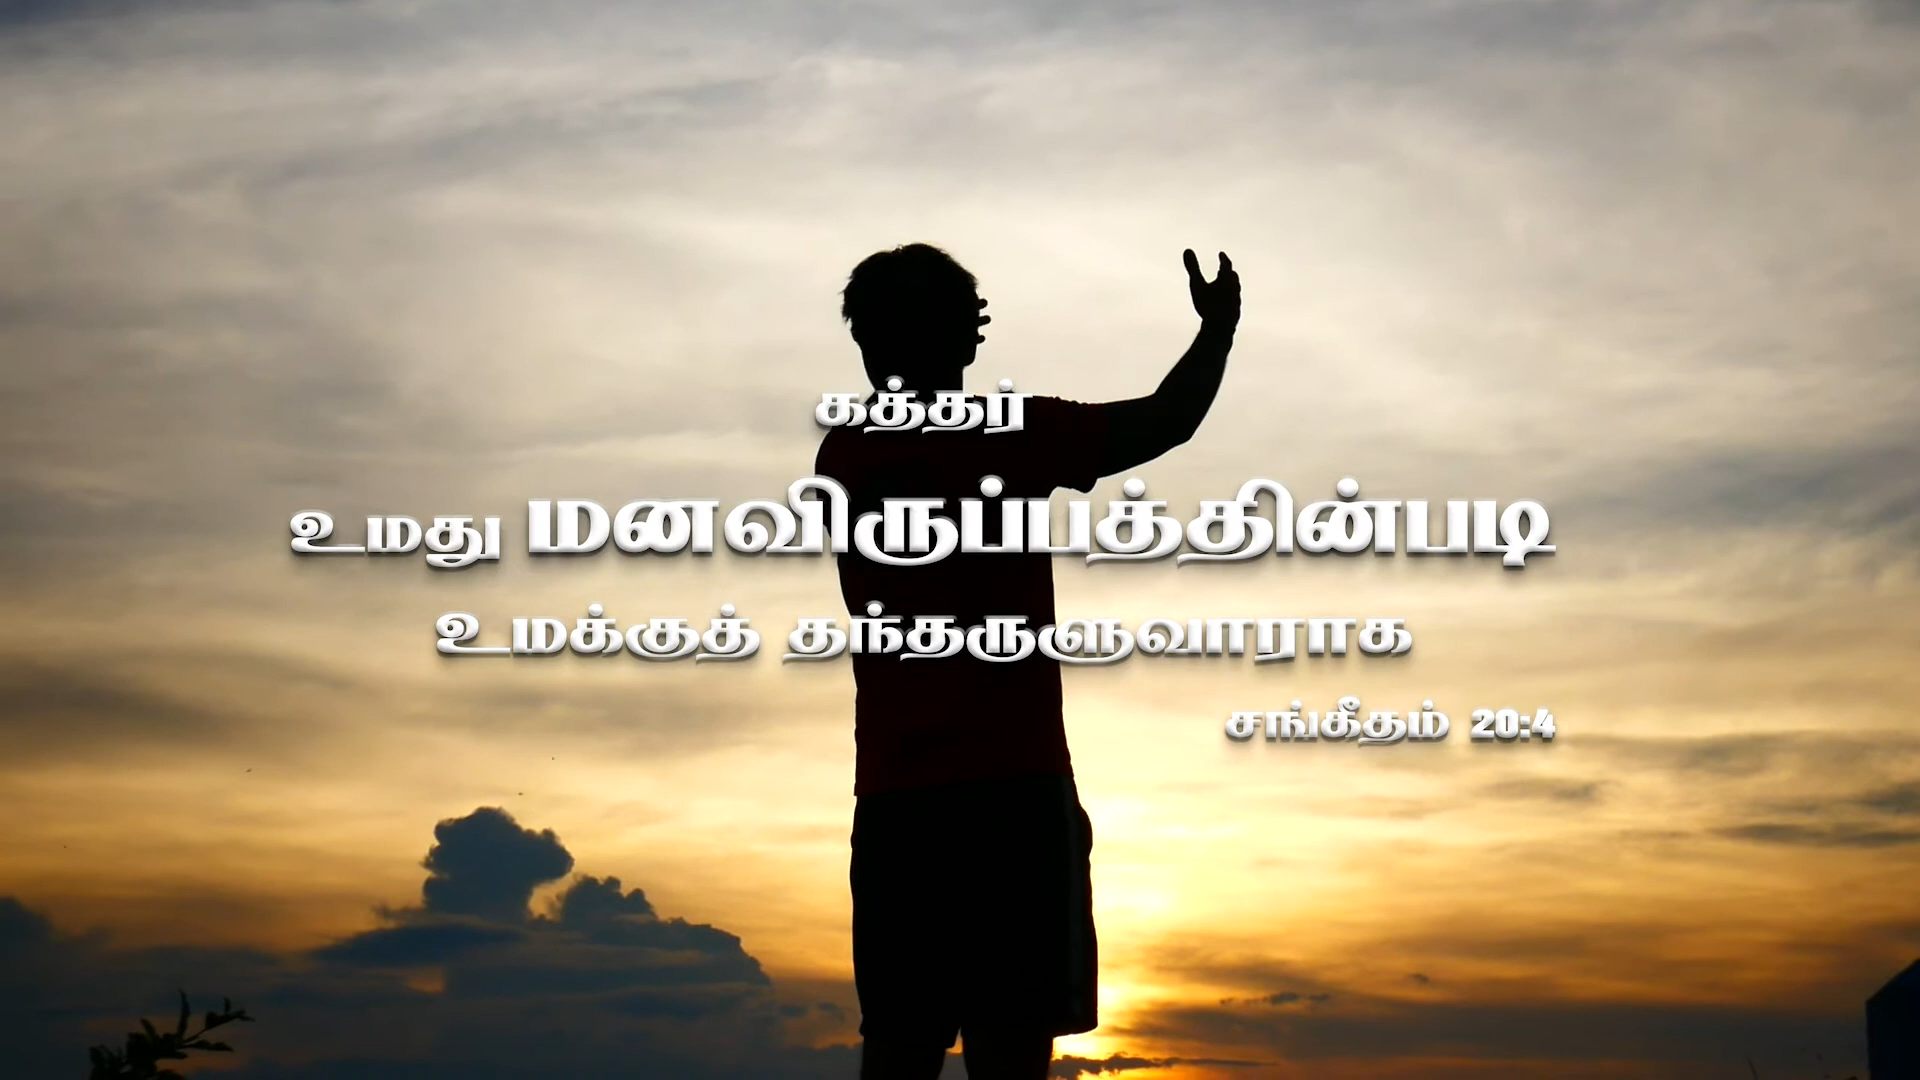 கத்தர்
உமது மனவிருப்பத்தின்படி
உமக்குத் தந்தருளுவாராக
சங்கீதம் 20:4